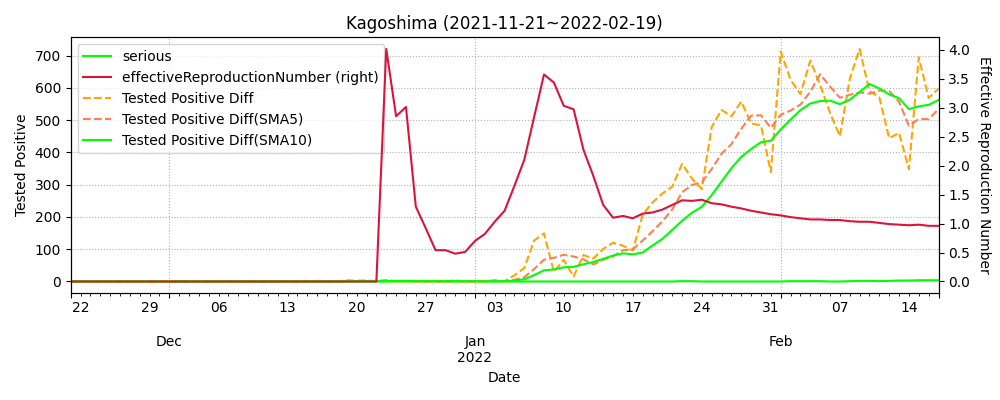 Kagoshima (2021-11-21~2022-02-19)
serious
effectiveReproductionNumber (right)
Tested Positive Diff
Tested Positive Diff(SMA5)
Tested Positive Diff(SMA10)
Tested Positive
700
600
500
400
300
200
100
0
4.0
3.5
3.0
2.5
2.0
1.5
1.0
0.5
0.0
Effective Reproduction Number
22 29 06 13 20 27 03 10 17 24 31 07 14
Dec Jan Feb
2022
Date